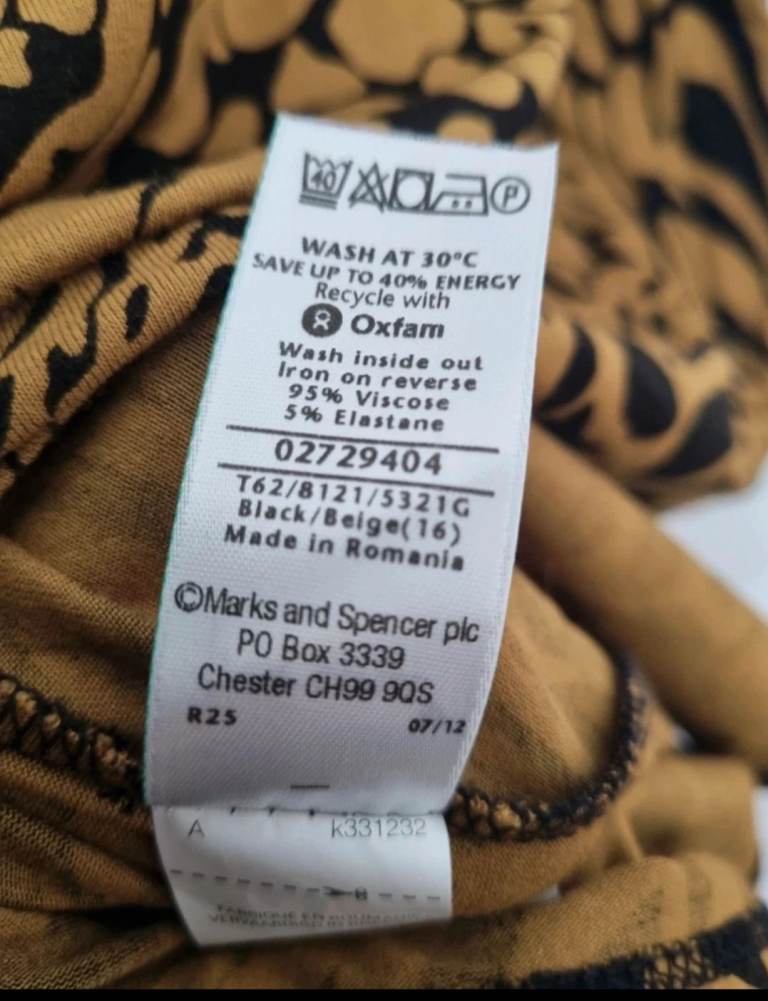 40 P
WASH AT 30°C
SAVE UP TO 40% ENERGY
Recycle with
Oxfam
Wash inside out
Iron on reverse
95% Viscose
5% Elastane
02729404
T62/8121/5321G
Black/Beige(16)
Made in Romania
©Marks and Spencer plc
PO Box 3339
Chester CH99 9QS
R25 07/12
A k331232